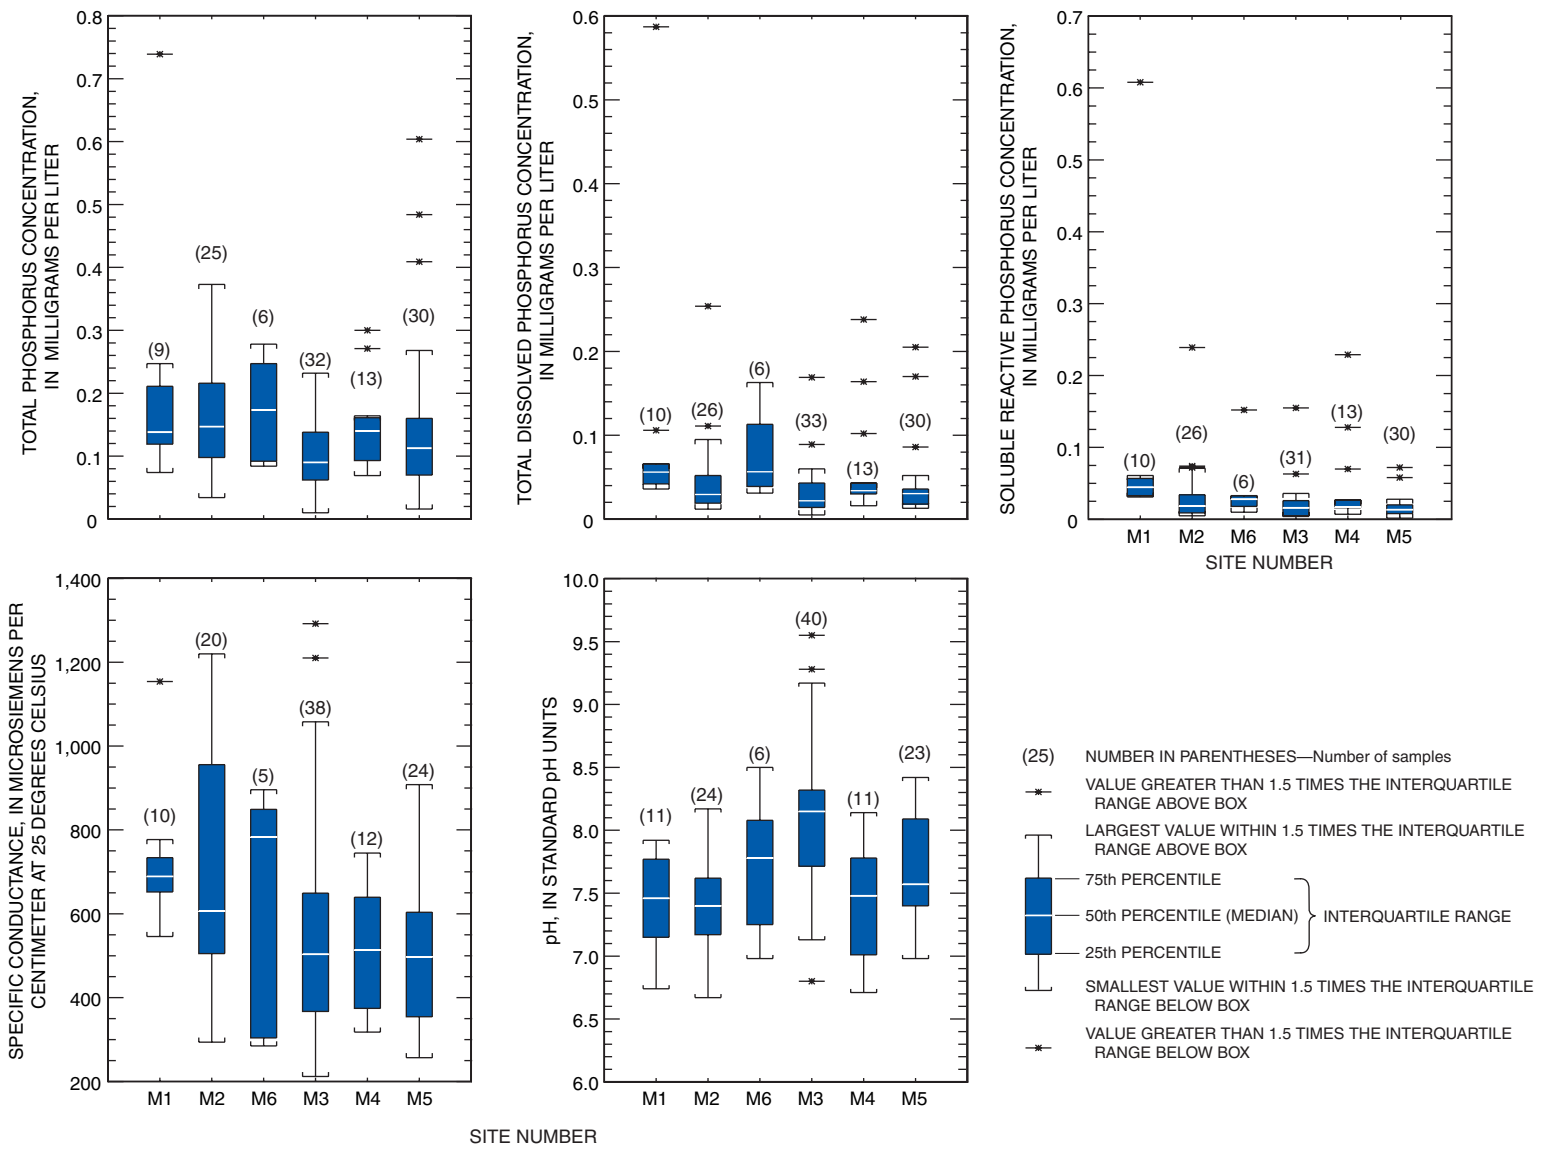 TOTAL PHOSPHORUS CONCENTRATION,
IN MILLIGRAMS PER LITER
0.8
0.7
0.6
0.5
0.4
0.3
0.2
0.1
0
(9)
(25)
(6)
(32)
(13)
(30)
TOTAL DISSOLVED PHOSPHORUS CONCENTRATION,
IN MILLIGRAMS PER LITER
0.6
0.5
0.4
0.3
0.2
0.1
0
(10)
(26)
(6)
(33)
(13)
(30)
SOLUBLE REACTIVE PHOSPHORUS CONCENTRATION,
IN MILLIGRAMS PER LITER
0.7
0.6
0.5
0.4
0.3
0.2
0.1
0
(10)
(26)
(6)
(31)
(13)
(30)
M1 M2 M6 M3 M4 M5
SITE NUMBER
SPECIFIC CONDUCTANCE, IN MICROSIEMENS PER
CENTIMETER AT 25 DEGREES CELSIUS
1,400
1,200
1,000
800
600
400
200
(10)
(20)
(5)
(38)
(12)
(24)
M1 M2 M6 M3 M4 M5
pH, IN STANDARD pH UNITS
10.0
9.5
9.0
8.5
8.0
7.5
7.0
6.5
6.0
(11)
(24)
(6)
(40)
(11)
(23)
M1 M2 M6 M3 M4 M5
SITE NUMBER
(25) NUMBER IN PARENTHESES—Number of samples
VALUE GREATER THAN 1.5 TIMES THE INTERQUARTILE
RANGE ABOVE BOX
LARGEST VALUE WITHIN 1.5 TIMES THE INTERQUARTILE
RANGE ABOVE BOX
75th PERCENTILE
50th PERCENTILE (MEDIAN) INTERQUARTILE RANGE
25th PERCENTILE
SMALLEST VALUE WITHIN 1.5 TIMES THE INTERQUARTILE
RANGE BELOW BOX
VALUE GREATER THAN 1.5 TIMES THE INTERQUARTILE
RANGE BELOW BOX